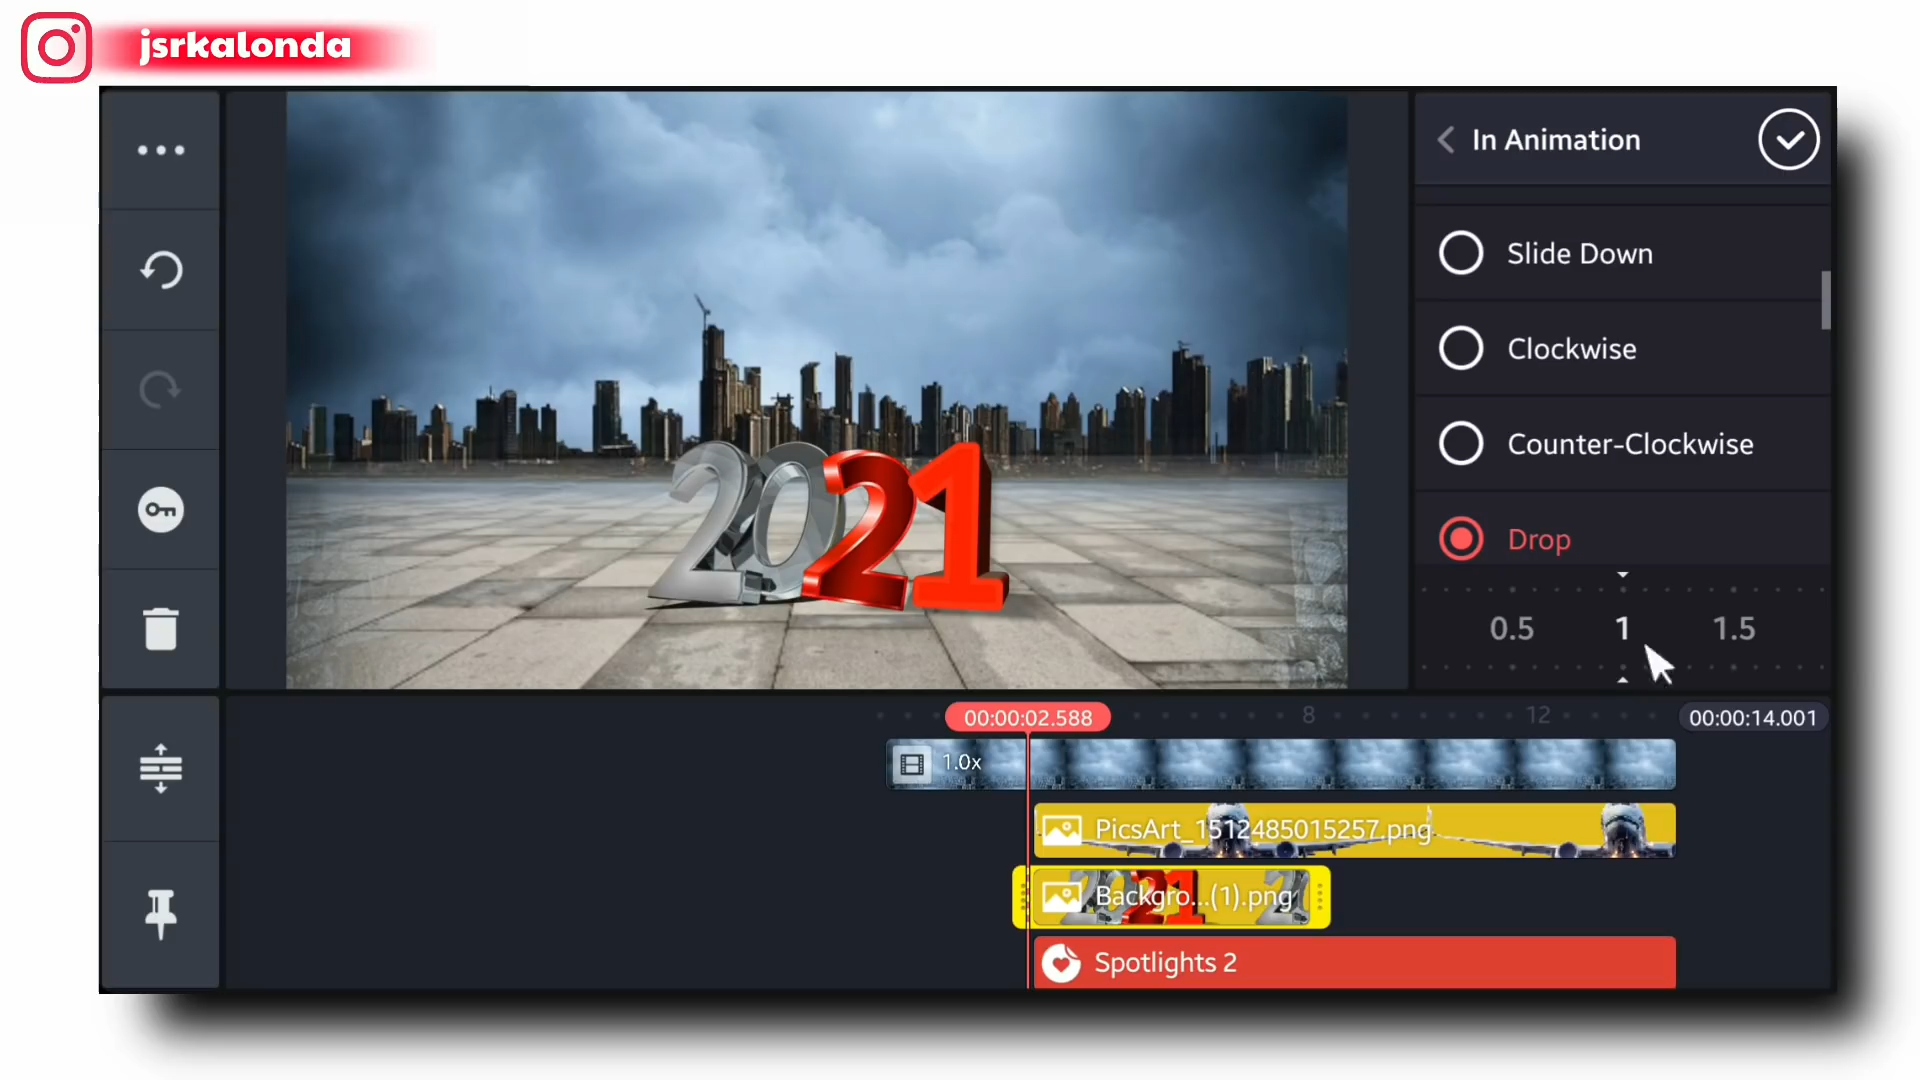 jsrkalonda
In Animation
Slide Down
Clockwise
Counter-Clockwise
Drop
0.5 1 1.5
2021
00:00:02.588 8 12 00:00:14.001
1.0x
PicsArt_1512485015257.png
Backgro...(1).png
Spotlights 2